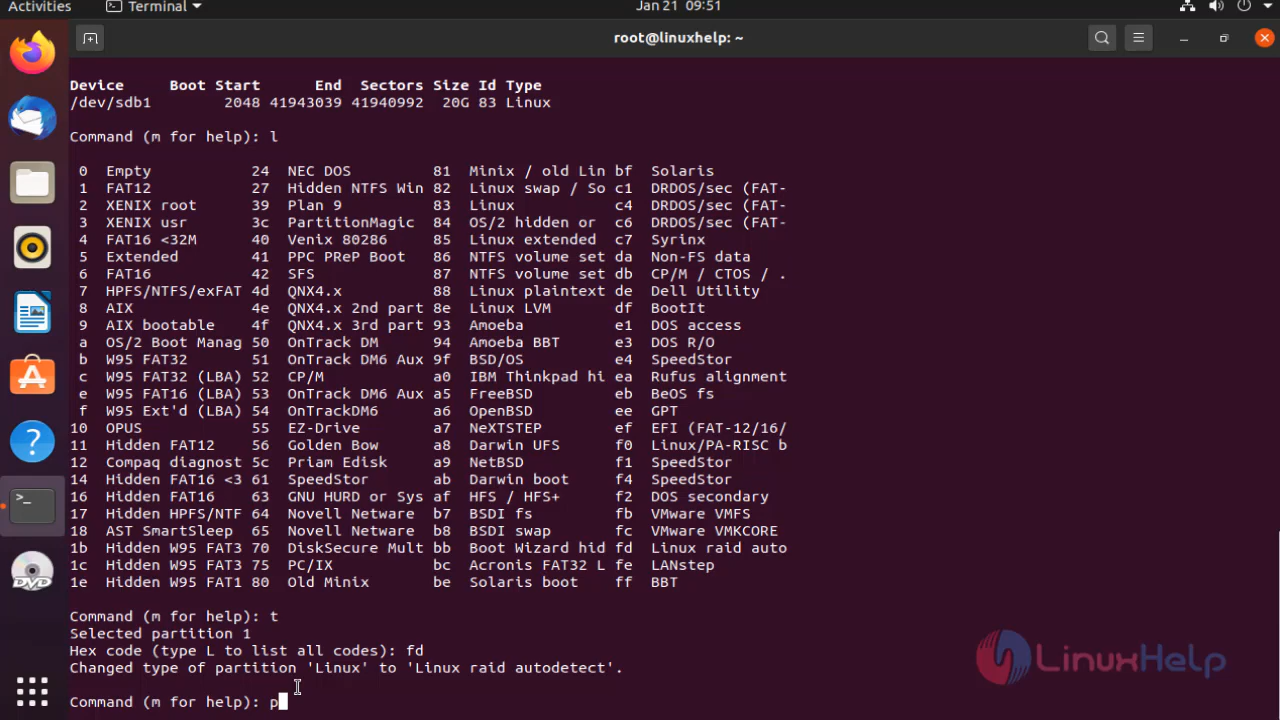 Activities Terminal Jan 21 09:51
root@linuxhelp: ~
Device Boot Start End Sectors Size Id Type
/dev/sdb1 2048 41943039 41940992 20G 83 Linux
Command (m for help): l
0 Empty 24 NEC DOS 81 Minix / old Lin bf Solaris
1 FAT12 27 Hidden NTFS Win 82 Linux swap / So c1 DRDOS/sec (FAT-
2 XENIX root 39 Plan 9 83 Linux c4 DRDOS/sec (FAT-
3 XENIX usr 3c PartitionMagic 84 OS/2 hidden or c6 DRDOS/sec (FAT-
4 FAT16 <32M 40 Venix 80286 85 Linux extended c7 Syrinx
5 Extended 41 PPC PReP Boot 86 NTFS volume set da Non-FS data
6 FAT16 42 SFS 87 NTFS volume set db CP/M / CTOS / .
7 HPFS/NTFS/exFAT 4d QNX4.x 88 Linux plaintext de Dell Utility
8 AIX 4e QNX4.x 2nd part 8e Linux LVM df BootIt
9 AIX bootable 4f QNX4.x 3rd part 93 Amoeba e1 DOS access
a OS/2 Boot Manag 50 OnTrack DM 94 Amoeba BBT e3 DOS R/O
b W95 FAT32 51 OnTrack DM6 Aux 9f BSD/OS e4 SpeedStor
c W95 FAT32 (LBA) 52 CP/M a0 IBM Thinkpad hi ea Rufus alignment
e W95 FAT16 (LBA) 53 OnTrack DM6 Aux a5 FreeBSD eb BeOS fs
f W95 Ext'd (LBA) 54 OnTrackDM6 a6 OpenBSD ee GPT
10 OPUS 55 EZ-Drive a7 NeXTSTEP ef EFI (FAT-12/16/
11 Hidden FAT12 56 Golden Bow a8 Darwin UFS f0 Linux/PA-RISC b
12 Compaq diagnost 5c Priam Edisk a9 NetBSD f1 SpeedStor
14 Hidden FAT16 <3 61 SpeedStor ab Darwin boot f4 SpeedStor
16 Hidden FAT16 63 GNU HURD or Sys af HFS / HFS+ f2 DOS secondary
17 Hidden HPFS/NTF 64 Novell Netware b7 BSDI fs fb VMware VMFS
18 AST SmartSleep 65 Novell Netware b8 BSDI swap fc VMware VMKCORE
1b Hidden W95 FAT3 70 DiskSecure Mult bb Boot Wizard hid fd Linux raid auto
1c Hidden W95 FAT3 75 PC/IX bc Acronis FAT32 L fe LANstep
1e Hidden W95 FAT1 80 Old Minix be Solaris boot ff BBT
Command (m for help): t
Selected partition 1
Hex code (type L to list all codes): fd
Changed type of partition 'Linux' to 'Linux raid autodetect'.
Command (m for help): p
LinuxHelp
DVD